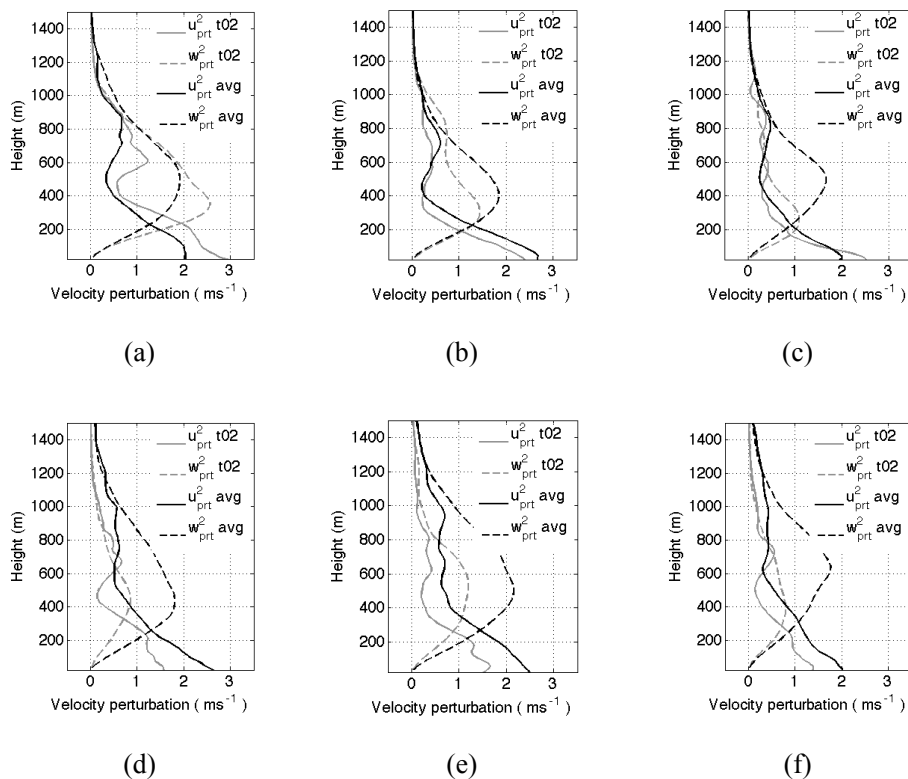 1400
1200
1000
800
600
400
200
Height (m)
u²prt t02
w²prt t02
u²prt avg
w²prt avg
0 1 2 3
Velocity perturbation ( ms⁻¹ )
(a)
1400
1200
1000
800
600
400
200
Height (m)
u²prt t02
w²prt t02
u²prt avg
w²prt avg
0 1 2 3
Velocity perturbation ( ms⁻¹ )
(b)
1400
1200
1000
800
600
400
200
Height (m)
u²prt t02
w²prt t02
u²prt avg
w²prt avg
0 1 2 3
Velocity perturbation ( ms⁻¹ )
(c)
1400
1200
1000
800
600
400
200
Height (m)
u²prt t02
w²prt t02
u²prt avg
w²prt avg
0 1 2 3
Velocity perturbation ( ms⁻¹ )
(d)
1400
1200
1000
800
600
400
200
Height (m)
u²prt t02
w²prt t02
u²prt avg
w²prt avg
0 1 2 3
Velocity perturbation ( ms⁻¹ )
(e)
1400
1200
1000
800
600
400
200
Height (m)
u²prt t02
w²prt t02
u²prt avg
w²prt avg
0 1 2 3
Velocity perturbation ( ms⁻¹ )
(f)